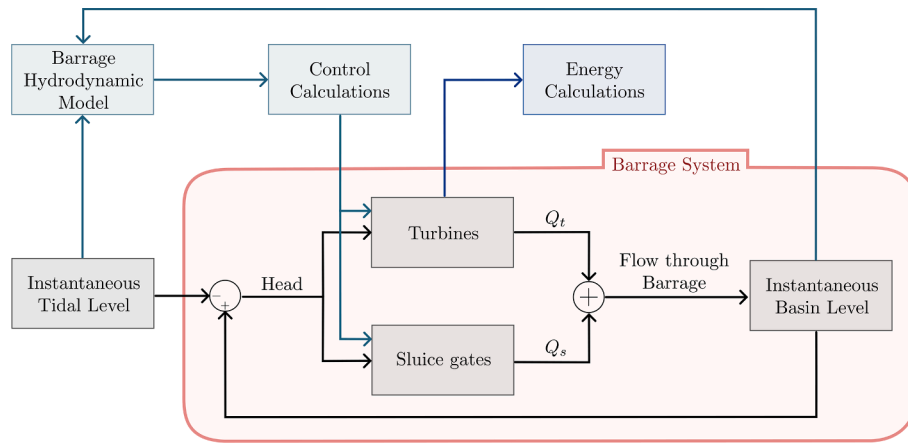 Barrage
Hydrodynamic
Model
Control
Calculations
Energy
Calculations
Barrage System
Turbines
Q_t
Instantaneous
Tidal Level
−
+
Head
+
Flow through
Barrage
Instantaneous
Basin Level
Sluice gates
Q_s